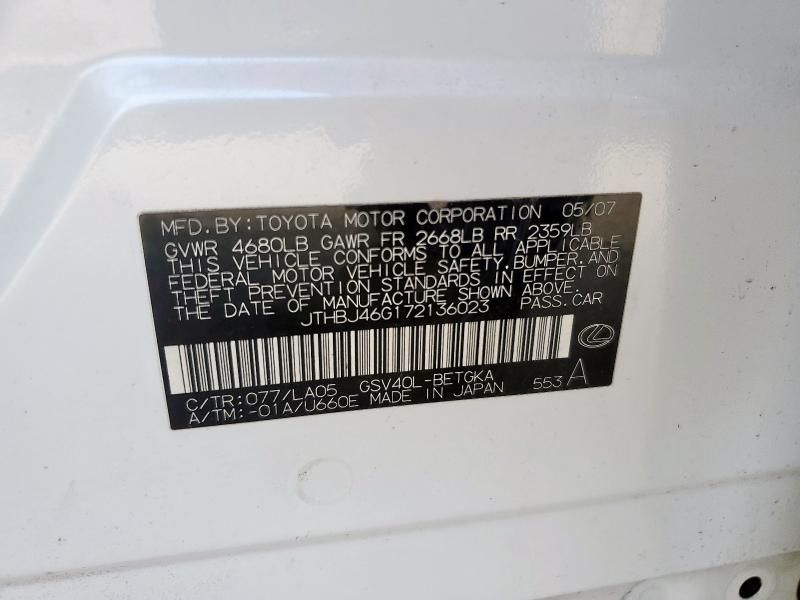 MFD. BY: TOYOTA MOTOR CORPORATION 05/07
GVWR 4680LB GAWR FR 2668LB RR 2359LB
THIS VEHICLE CONFORMS TO ALL APPLICABLE
FEDERAL MOTOR VEHICLE SAFETY, BUMPER, AND
THEFT PREVENTION STANDARDS IN EFFECT ON
THE DATE OF MANUFACTURE SHOWN ABOVE.
JTHBJ46G172136023 PASS. CAR
C/TR: 077/LA05 GSV40L-BETGKA 553 A
A/TM: -01A/U660E MADE IN JAPAN